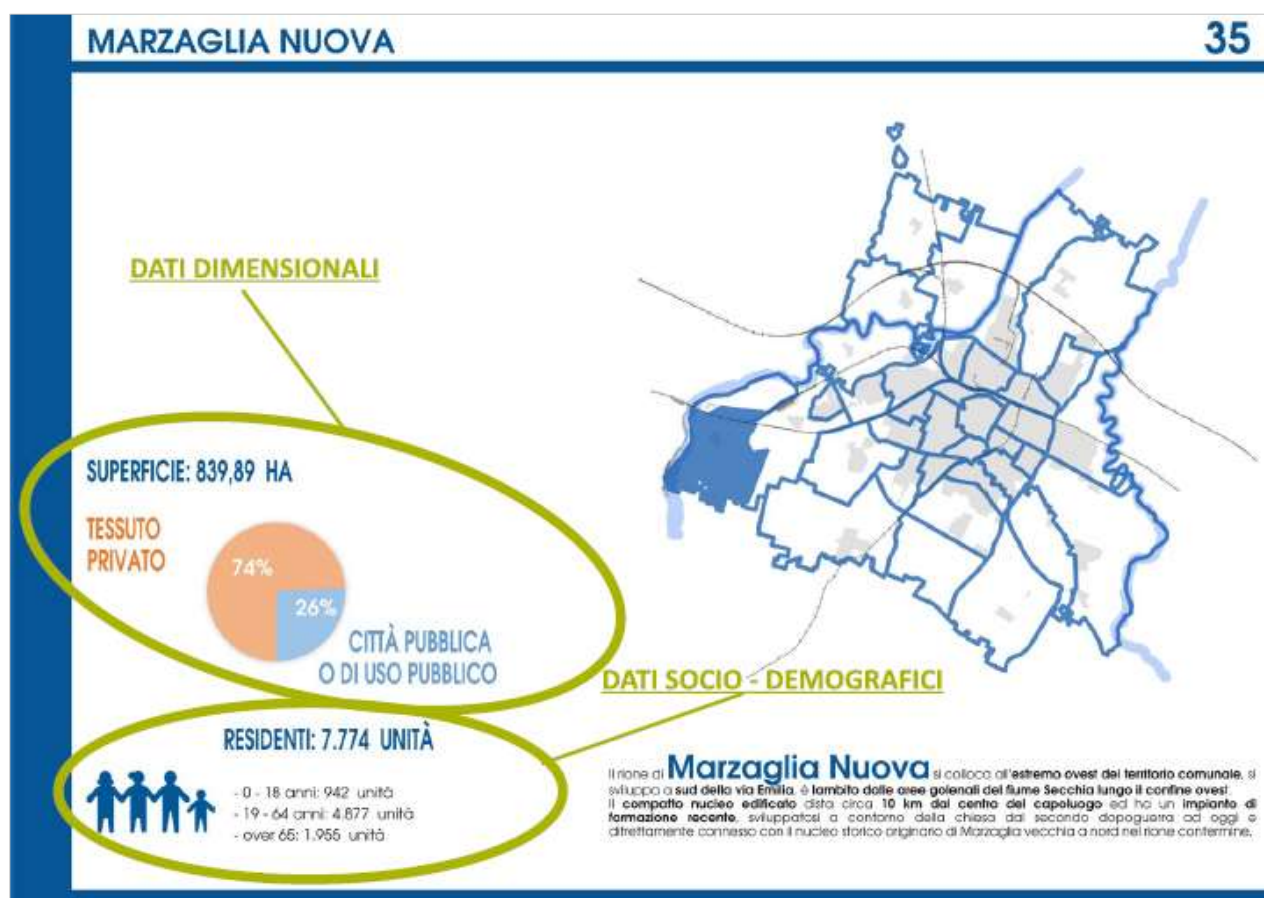 MARZAGLIA NUOVA
35
DATI DIMENSIONALI
SUPERFICIE: 839,89 HA
TESSUTO
PRIVATO
74%
26%
CITTÀ PUBBLICA
O DI USO PUBBLICO
DATI SOCIO - DEMOGRAFICI
RESIDENTI: 7.774 UNITÀ
- 0 - 18 anni: 942 unità
- 19 - 64 anni: 4.877 unità
- over 65: 1.955 unità
Il rione di Marzaglia Nuova si colloca all'estremo ovest del territorio comunale, si
sviluppa a sud della via Emilia, è lambito dalle aree golenali del fiume Secchia lungo il confine ovest.
Il compatto nucleo edificato dista circa 10 km dal centro del capoluogo ed ha un impianto di
formazione recente, sviluppatosi a contorno della chiesa dal secondo dopoguerra ad oggi e
direttamente connesso con il nucleo storico originario di Marzaglia vecchia a nord nel rione contermine.